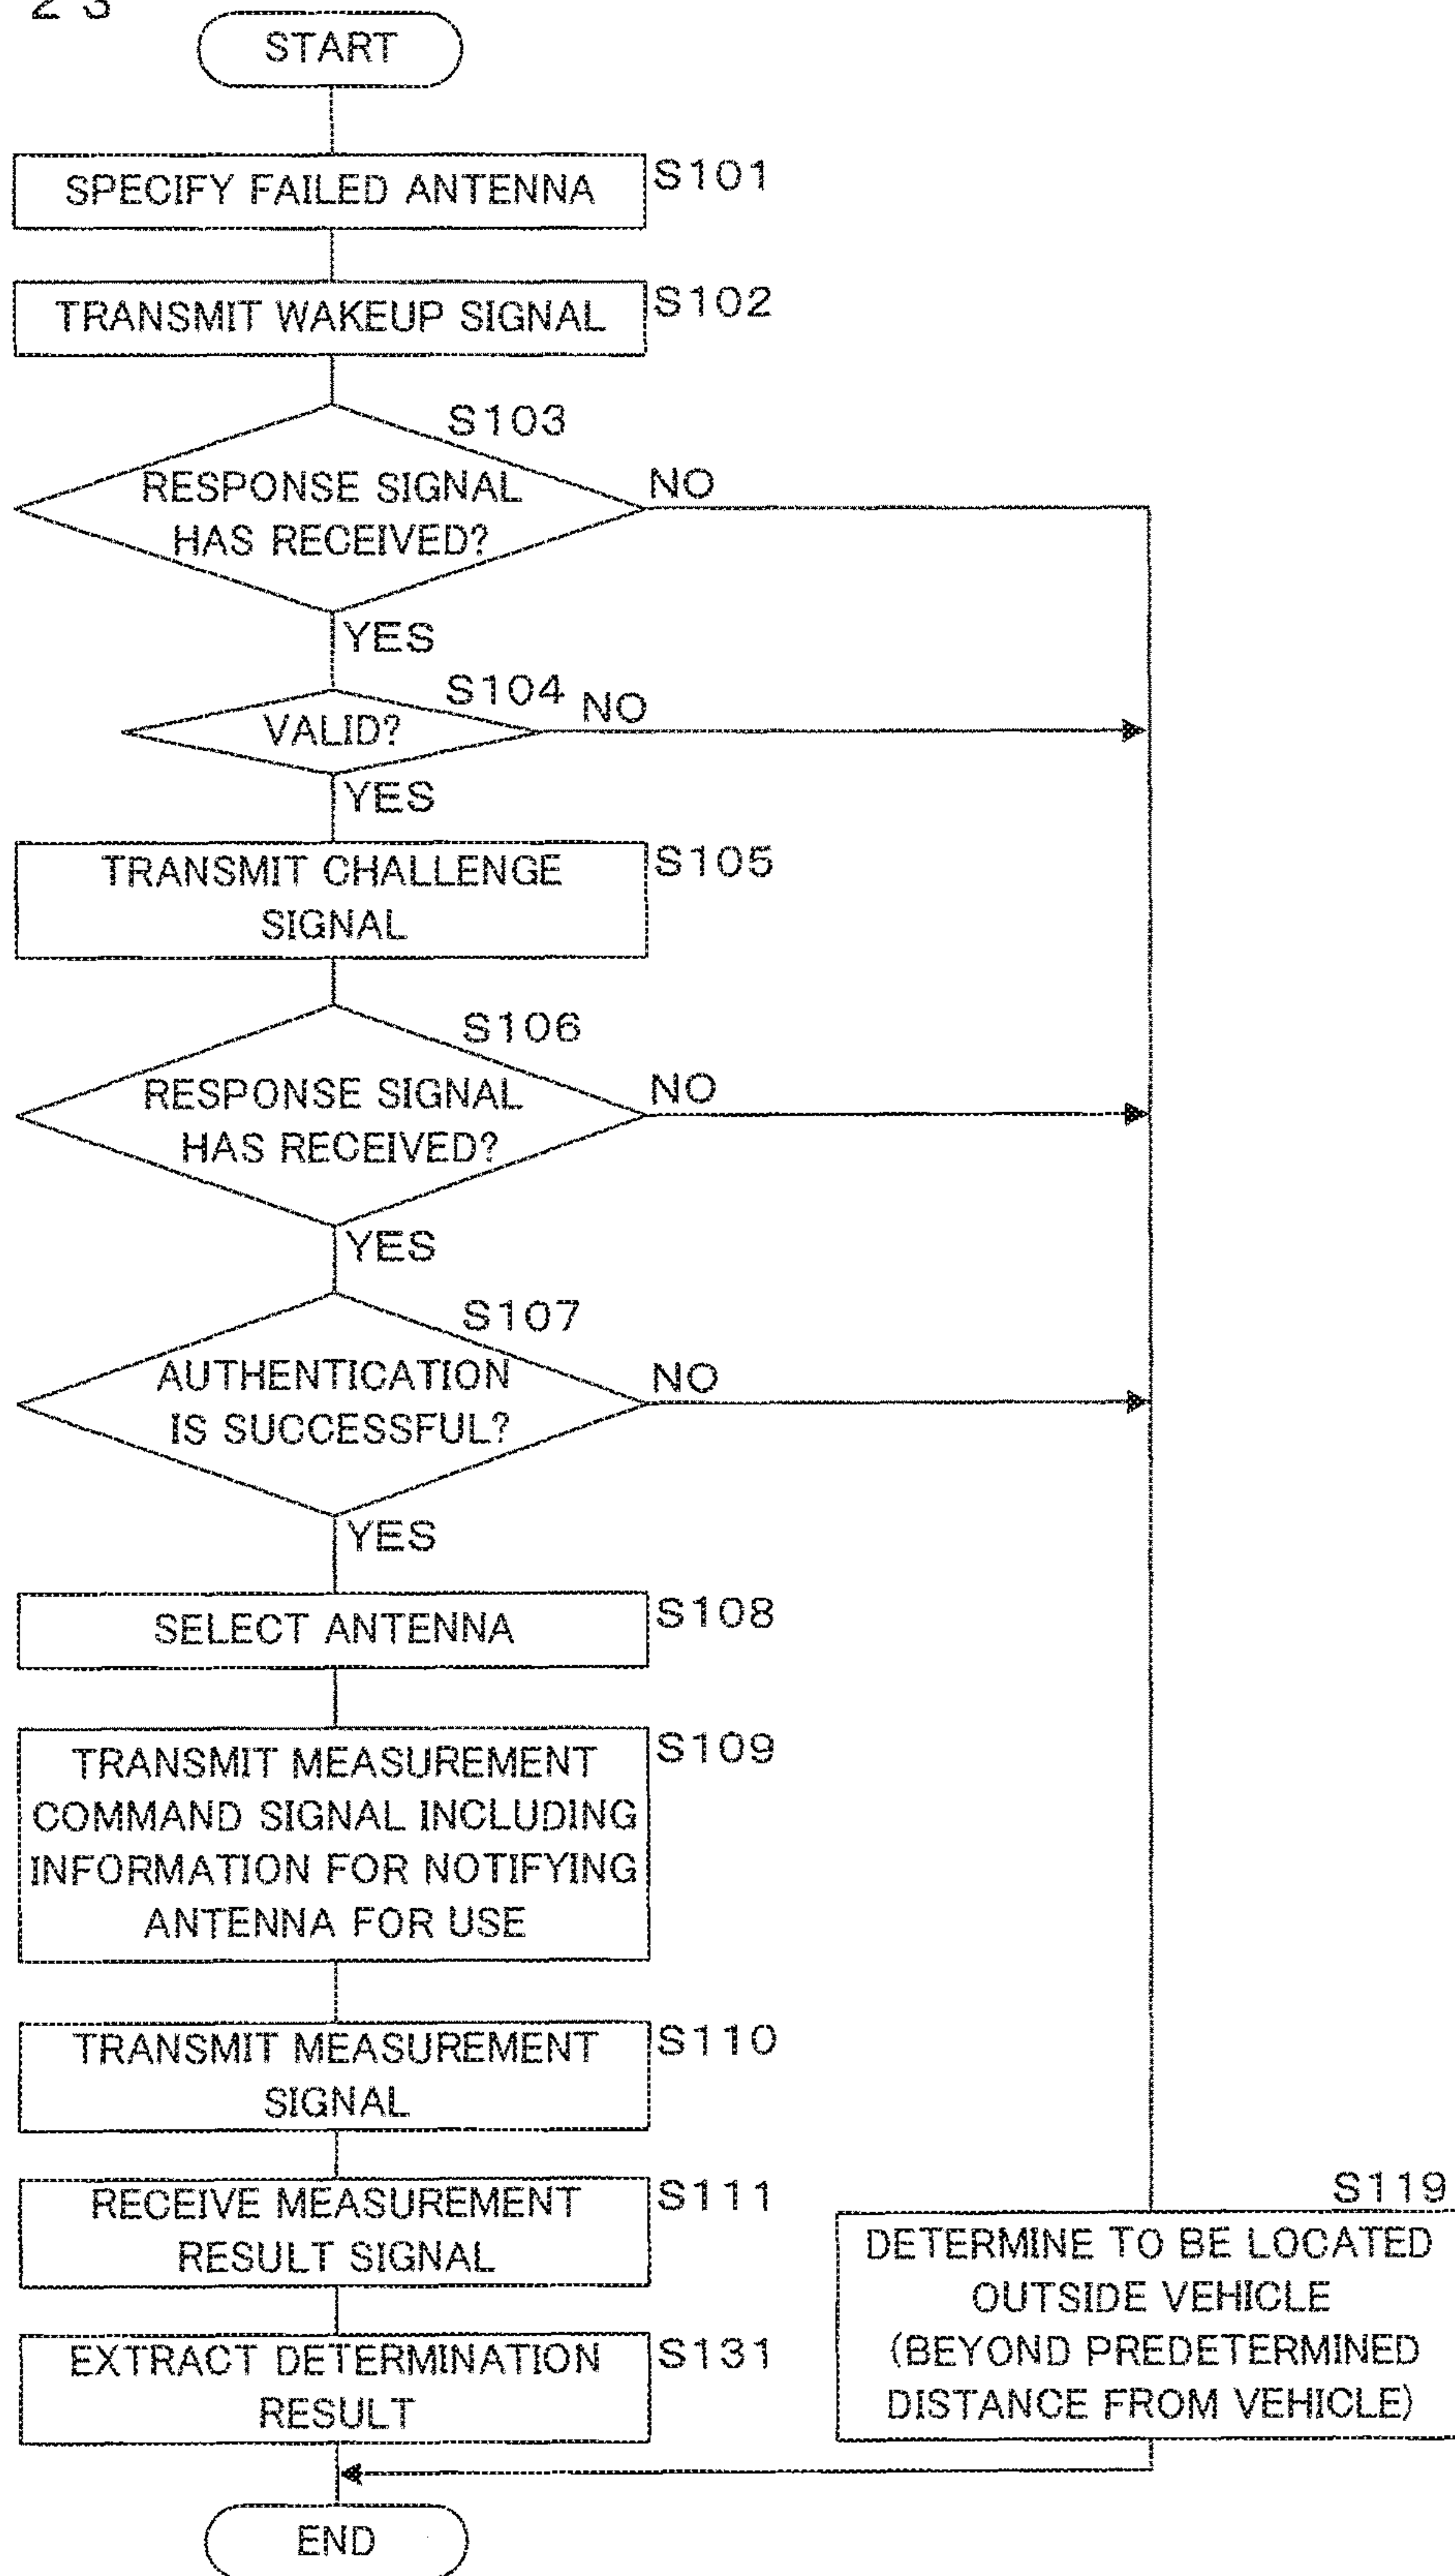 23
START
SPECIFY FAILED ANTENNA
S101
TRANSMIT WAKEUP SIGNAL
S102
S103
RESPONSE SIGNAL
HAS RECEIVED?
NO
YES
S104
VALID?
NO
YES
TRANSMIT CHALLENGE
SIGNAL
S105
S106
RESPONSE SIGNAL
HAS RECEIVED?
NO
YES
S107
AUTHENTICATION
IS SUCCESSFUL?
NO
YES
SELECT ANTENNA
S108
TRANSMIT MEASUREMENT
COMMAND SIGNAL INCLUDING
INFORMATION FOR NOTIFYING
ANTENNA FOR USE
S109
TRANSMIT MEASUREMENT
SIGNAL
S110
RECEIVE MEASUREMENT
RESULT SIGNAL
S111
EXTRACT DETERMINATION
RESULT
S131
S119
DETERMINE TO BE LOCATED
OUTSIDE VEHICLE
(BEYOND PREDETERMINED
DISTANCE FROM VEHICLE)
END